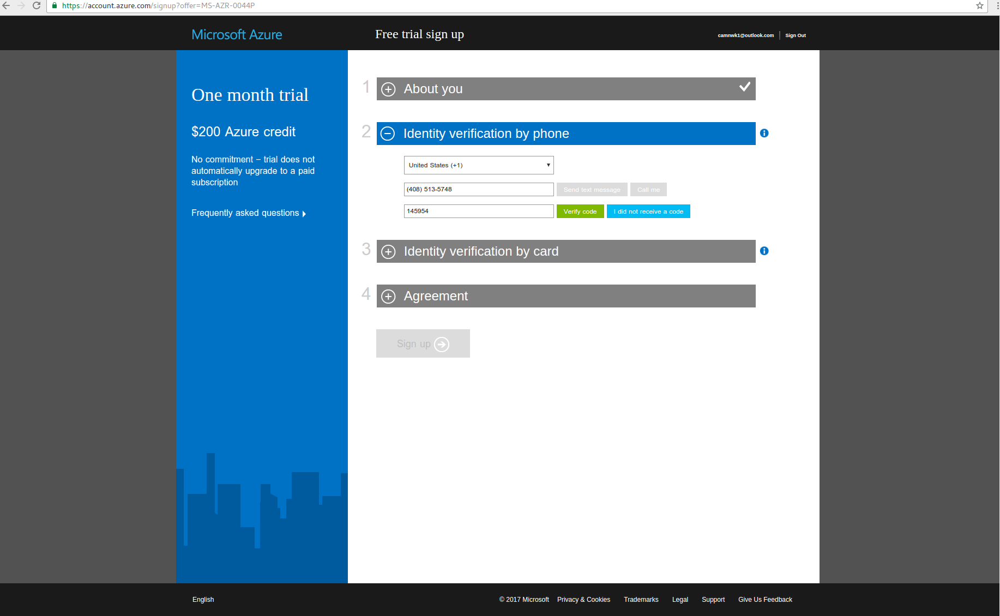 https://account.azure.com/signup?offer=MS-AZR-0044P
Microsoft Azure
Free trial sign up
camnwk1@outlook.com
Sign Out
One month trial
$200 Azure credit
No commitment – trial does not
automatically upgrade to a paid
subscription
Frequently asked questions
1
About you
2
Identity verification by phone
United States (+1)
(408) 513-5748
Send text message
Call me
145954
Verify code
I did not receive a code
3
Identity verification by card
4
Agreement
Sign up
English
© 2017 Microsoft
Privacy & Cookies
Trademarks
Legal
Support
Give Us Feedback